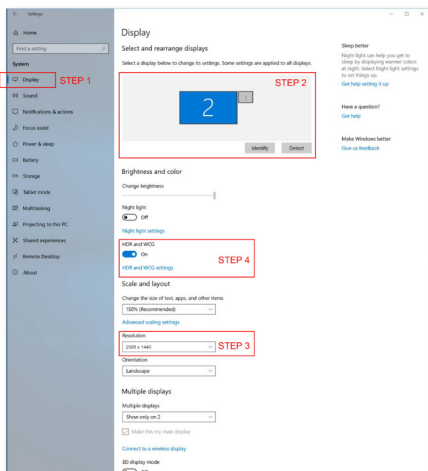 Settings
Home
Find a setting
System
Display
STEP 1
Sound
Notifications & actions
Focus assist
Power & sleep
Battery
Storage
Tablet mode
Multitasking
Projecting to this PC
Shared experiences
Remote Desktop
About
Display
Select and rearrange displays
Select a display below to change its settings. Some settings are applied to all displays.
STEP 2
2
1
Identify
Detect
Brightness and color
Change brightness
Night light
Off
Night light settings
HDR and WCG
On
STEP 4
HDR and WCG settings
Scale and layout
Change the size of text, apps, and other items
150% (Recommended)
Advanced scaling settings
Resolution
2560 x 1440
STEP 3
Orientation
Landscape
Multiple displays
Multiple displays
Show only on 2
Make this my main display
Connect to a wireless display
3D display mode
Off
Sleep better
Night light can help you get to
sleep by displaying warmer colors
at night. Select Night light settings
to set things up.
Get help setting it up
Have a question?
Get help
Make Windows better
Give us feedback